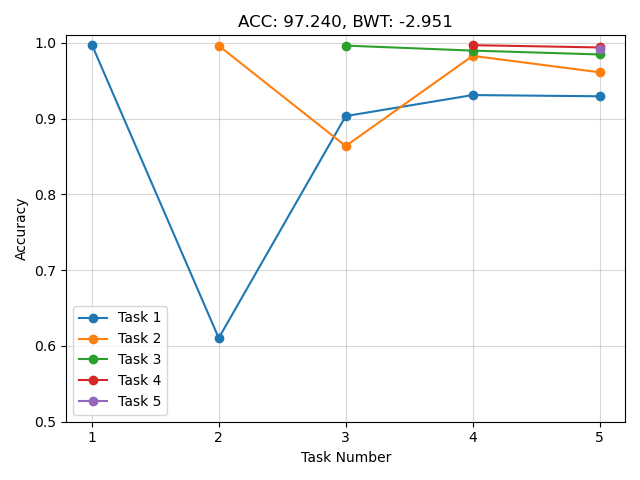 ACC: 97.240, BWT: -2.951
1.0
0.9
0.8
0.7
0.6
0.5
Accuracy
Task 1
Task 2
Task 3
Task 4
Task 5
1 2 3 4 5
Task Number